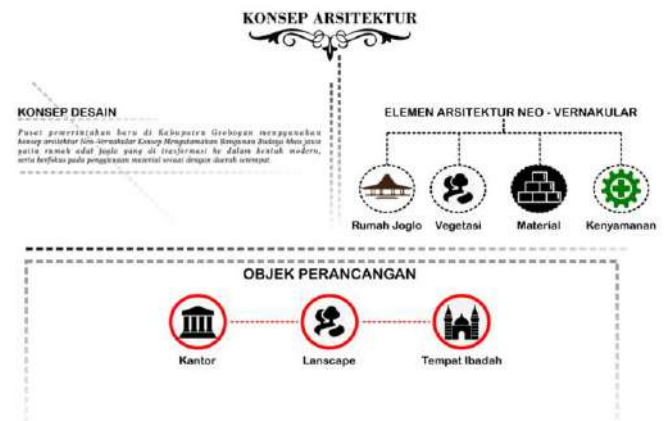 KONSEP ARSITEKTUR
KONSEP DESAIN
Pusat pemerintahan baru di Kabupaten Grobogan menggunakan
konsep arsitektur Neo-Vernakular Konsep Mengutamakan Bangunan Budaya khas jawa
yaitu rumah adat joglo yang di trasformasi ke dalam bentuk modern,
serta berfokus pada penggunaan material sesuai dengan daerah setempat.
ELEMEN ARSITEKTUR NEO - VERNAKULAR
Rumah Joglo Vegetasi Material Kenyamanan
OBJEK PERANCANGAN
Kantor Lanscape Tempat Ibadah